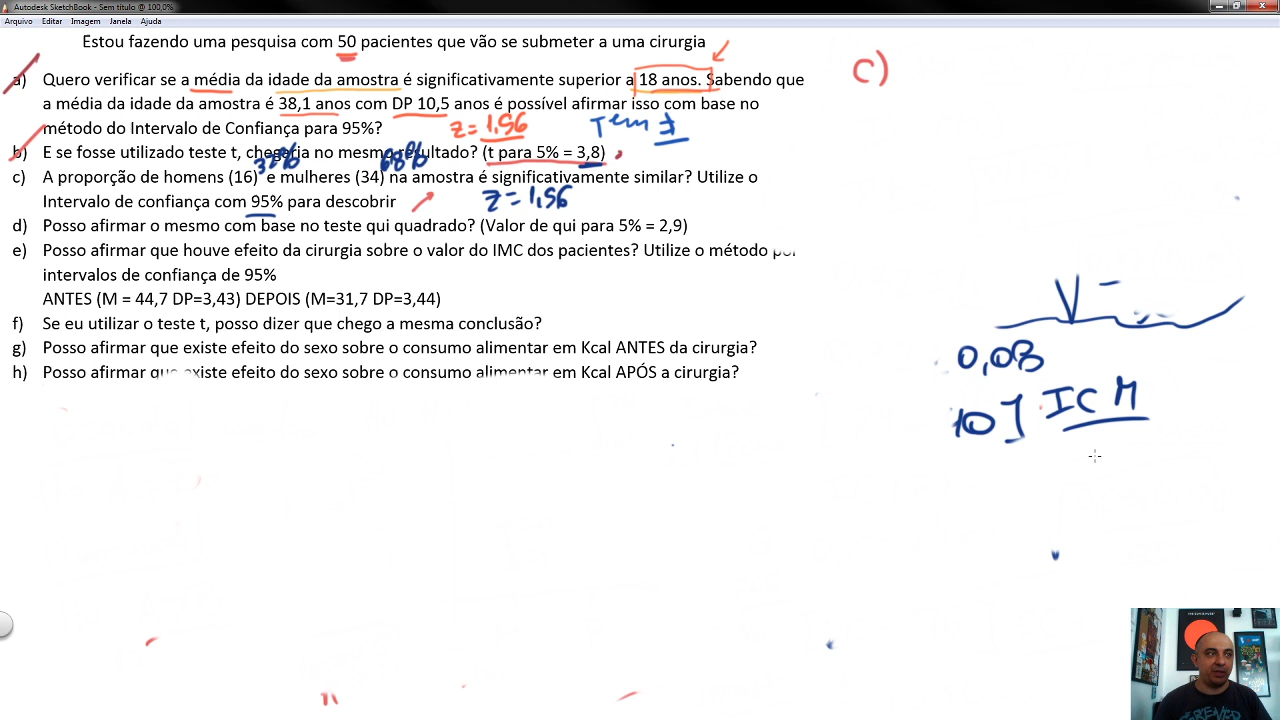 Autodesk SketchBook - Sem título @ 100,0%
Arquivo Editar Imagem Janela Ajuda
Estou fazendo uma pesquisa com 50 pacientes que vão se submeter a uma cirurgia
a) Quero verificar se a média da idade da amostra é significativamente superior a 18 anos. Sabendo que
a média da idade da amostra é 38,1 anos com DP 10,5 anos é possível afirmar isso com base no
método do Intervalo de Confiança para 95%?
z = 1,96
Tem ≠
b) E se fosse utilizado teste t, chegaria no mesmo resultado? (t para 5% = 3,8)
32% 68%
c) A proporção de homens (16) e mulheres (34) na amostra é significativamente similar? Utilize o
Intervalo de confiança com 95% para descobrir
z = 1,96
d) Posso afirmar o mesmo com base no teste qui quadrado? (Valor de qui para 5% = 2,9)
e) Posso afirmar que houve efeito da cirurgia sobre o valor do IMC dos pacientes? Utilize o método por
intervalos de confiança de 95%
ANTES (M = 44,7 DP=3,43) DEPOIS (M=31,7 DP=3,44)
f) Se eu utilizar o teste t, posso dizer que chego a mesma conclusão?
g) Posso afirmar que existe efeito do sexo sobre o consumo alimentar em Kcal ANTES da cirurgia?
h) Posso afirmar que existe efeito do sexo sobre o consumo alimentar em Kcal APÓS a cirurgia?
c)
ICM